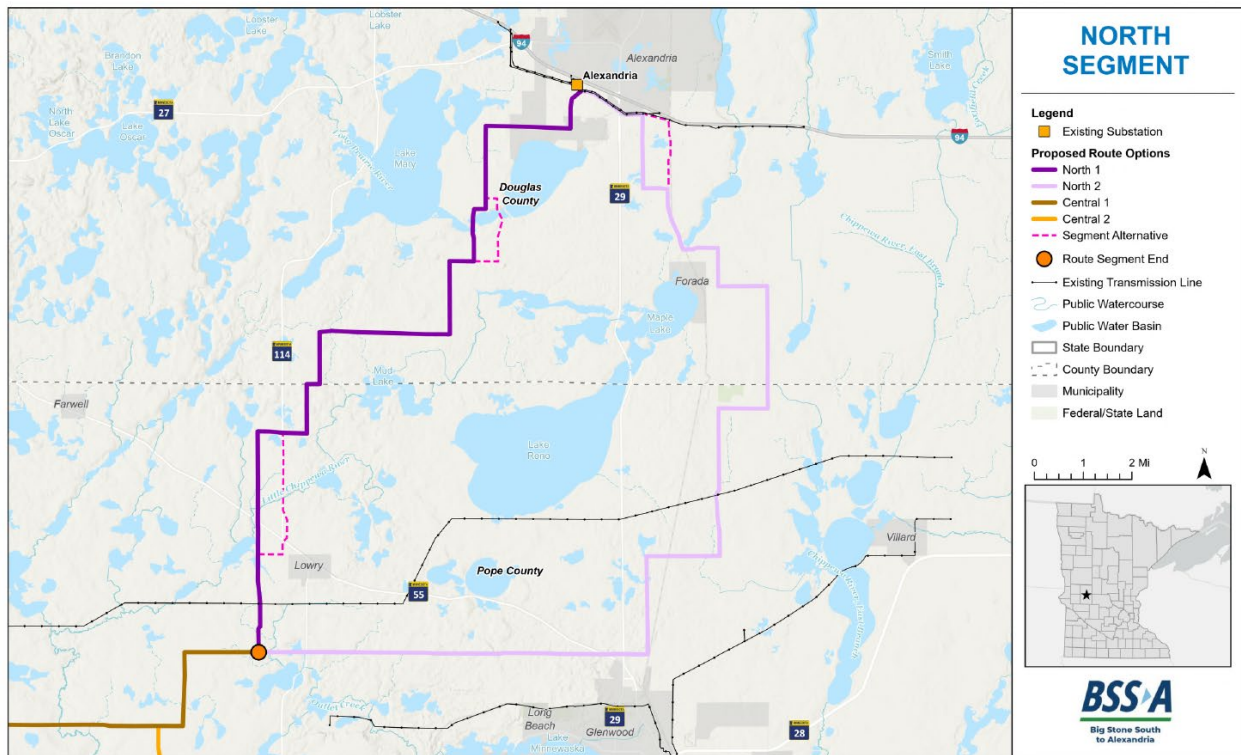 Lobster
Lake
Lobster
Lake
94
Alexandria
Alexandria
Brandon
Lake
Smith
Lake
27
North
Lake
Oscar
Lake
Oscar
Lake
Mary
94
Douglas
County
29
Forada
Maple
Lake
114
Mud
Lake
Farwell
Lake
Reno
Little Chippewa River
Villard
Lowry
Pope County
55
Chippewa River, East Branch
Long
Beach
29
Glenwood
Lake
Minnewaska
28
NORTH
SEGMENT
Legend
Existing Substation
Proposed Route Options
North 1
North 2
Central 1
Central 2
Segment Alternative
Route Segment End
Existing Transmission Line
Public Watercourse
Public Water Basin
State Boundary
County Boundary
Municipality
Federal/State Land
N
0 1 2 Mi
BSS A
Big Stone South
to Alexandria